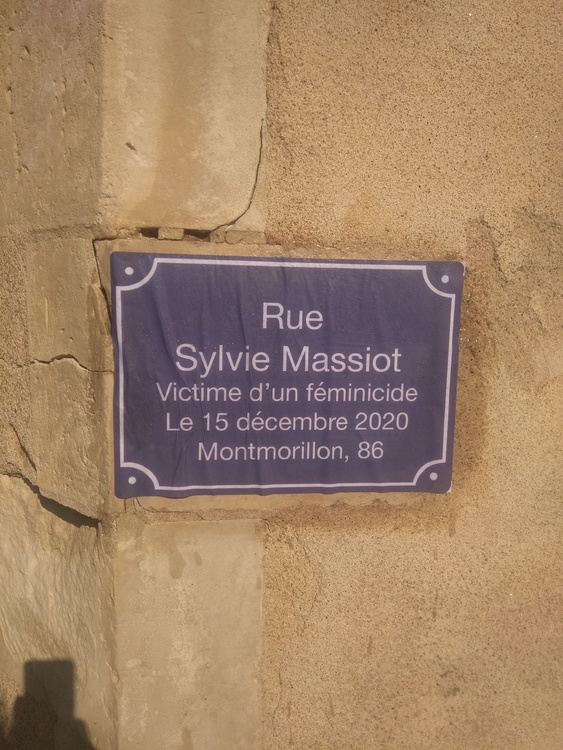 Rue
Sylvie Massiot
Victime d'un féminicide
Le 15 décembre 2020
Montmorillon, 86